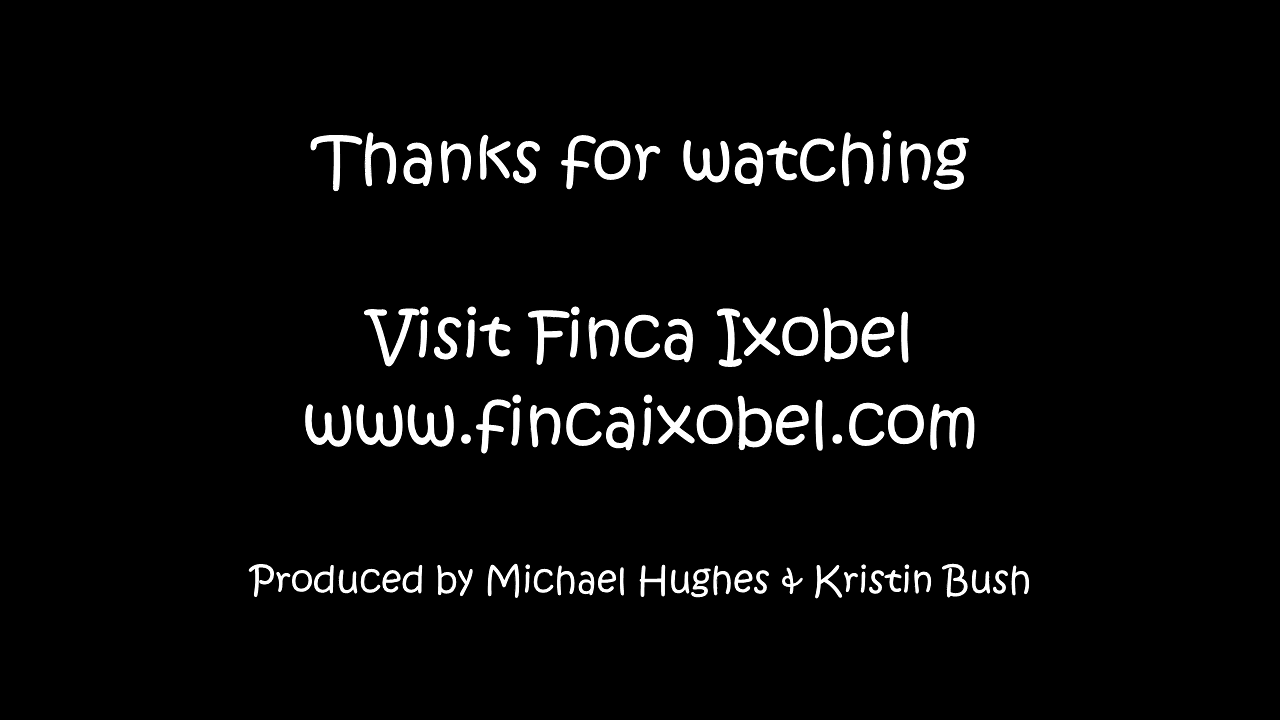 Thanks for watching
Visit Finca Ixobel
www.fincaixobel.com
Produced by Michael Hughes & Kristin Bush